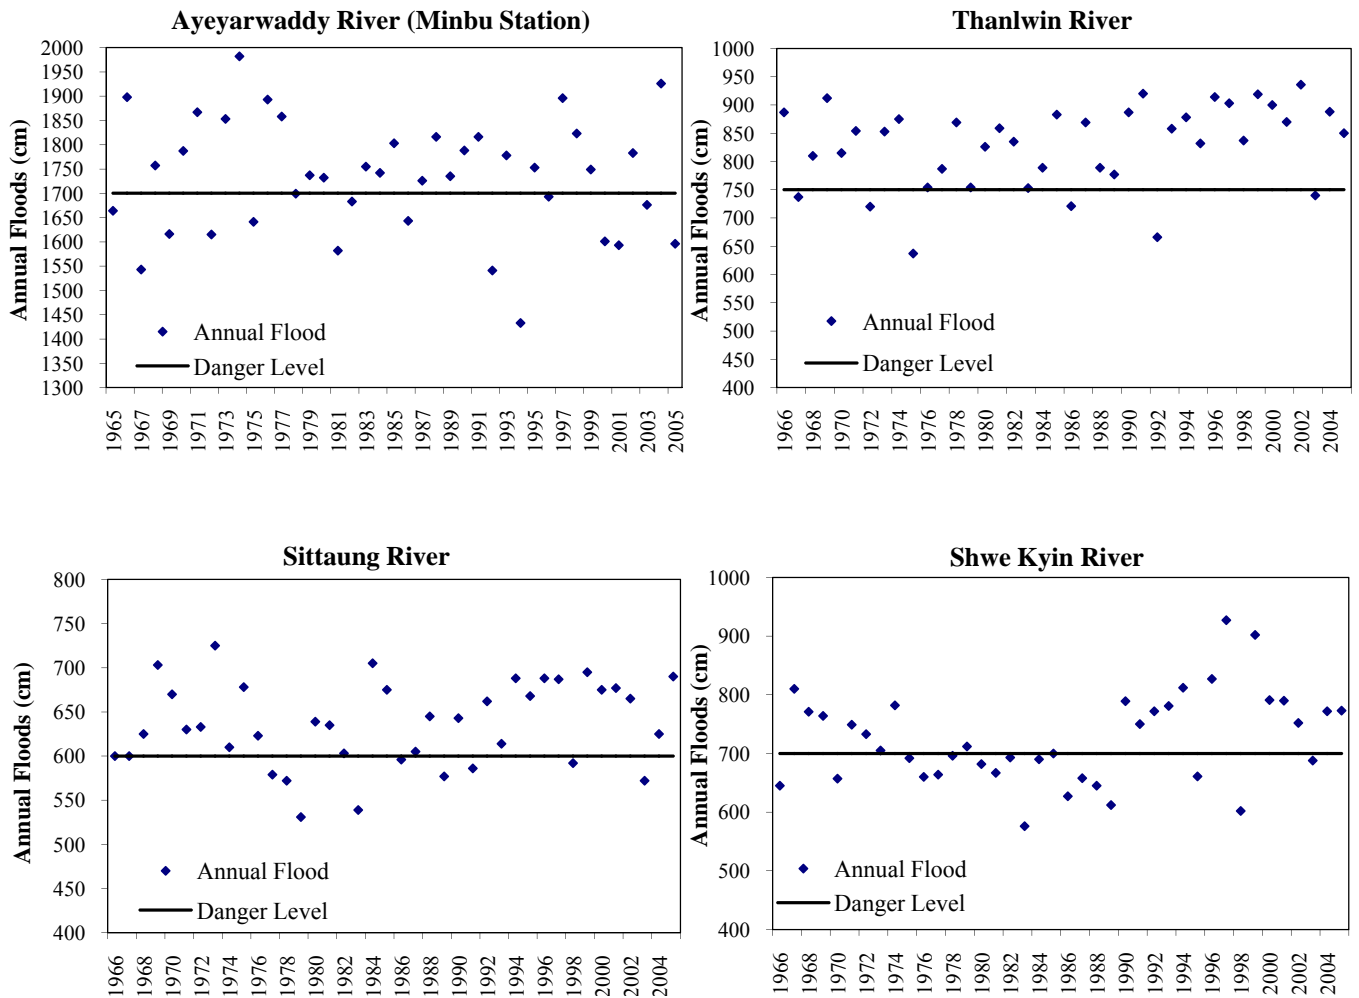 Ayeyarwaddy River (Minbu Station)
Annual Floods (cm)
2000
1950
1900
1850
1800
1750
1700
1650
1600
1550
1500
1450
1400
1350
1300
Annual Flood
Danger Level
1965 1967 1969 1971 1973 1975 1977 1979 1981 1983 1985 1987 1989 1991 1993 1995 1997 1999 2001 2003 2005
Thanlwin River
Annual Floods (cm)
1000
950
900
850
800
750
700
650
600
550
500
450
400
Annual Flood
Danger Level
1966 1968 1970 1972 1974 1976 1978 1980 1982 1984 1986 1988 1990 1992 1994 1996 1998 2000 2002 2004
Sittaung River
Annual Floods (cm)
800
750
700
650
600
550
500
450
400
Annual Flood
Danger Level
1966 1968 1970 1972 1974 1976 1978 1980 1982 1984 1986 1988 1990 1992 1994 1996 1998 2000 2002 2004
Shwe Kyin River
Annual Floods (cm)
1000
900
800
700
600
500
400
Annual Flood
Danger Level
1966 1968 1970 1972 1974 1976 1978 1980 1982 1984 1986 1988 1990 1992 1994 1996 1998 2000 2002 2004